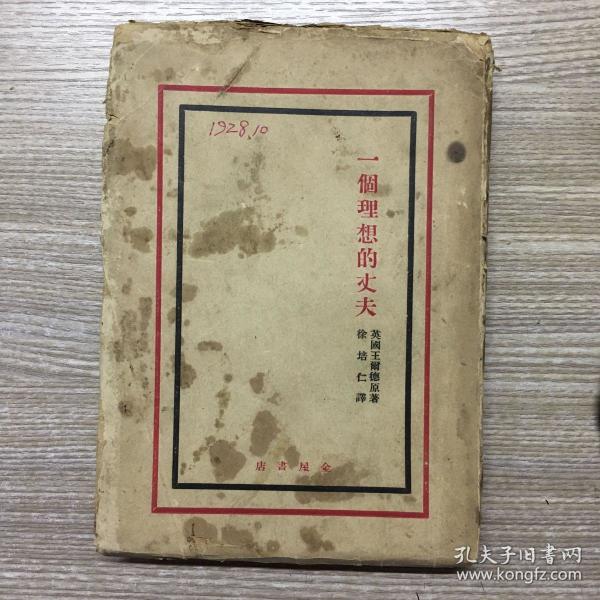 1928.10
一個理想的丈夫
英國王爾德原著
徐培仁譯
金屋書店
孔夫子旧書网
www.kongfz.com